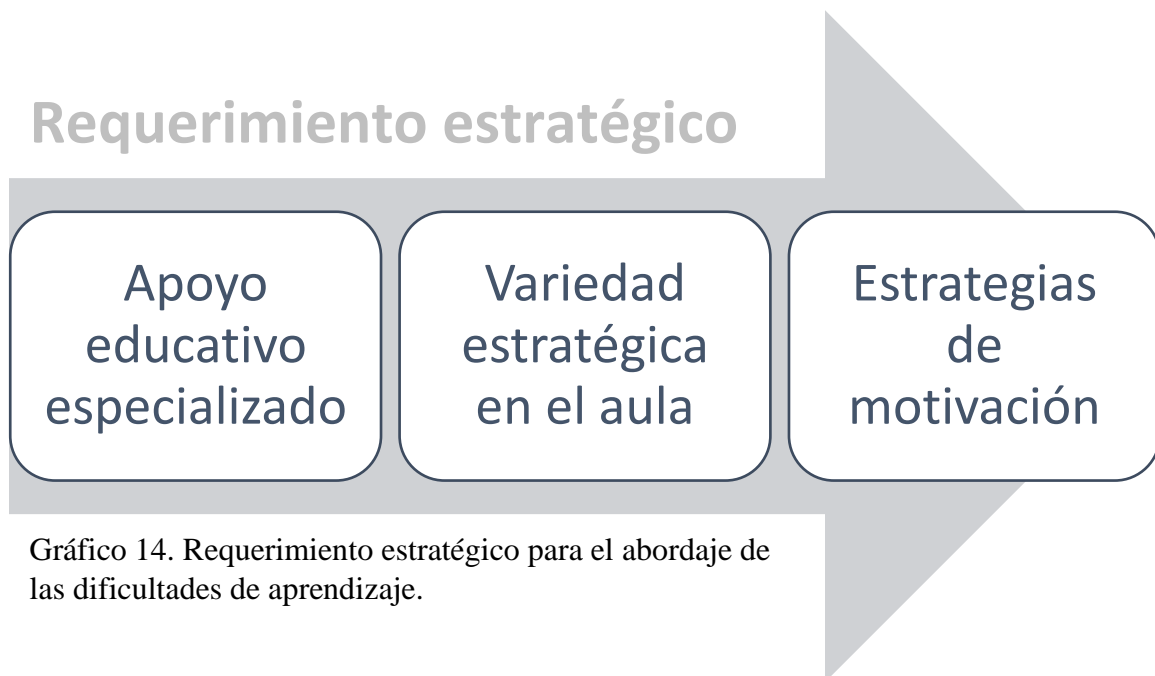 Requerimiento estratégico
Apoyo
educativo
especializado
Variedad
estratégica
en el aula
Estrategias
de
motivación
Gráfico 14. Requerimiento estratégico para el abordaje de
las dificultades de aprendizaje.